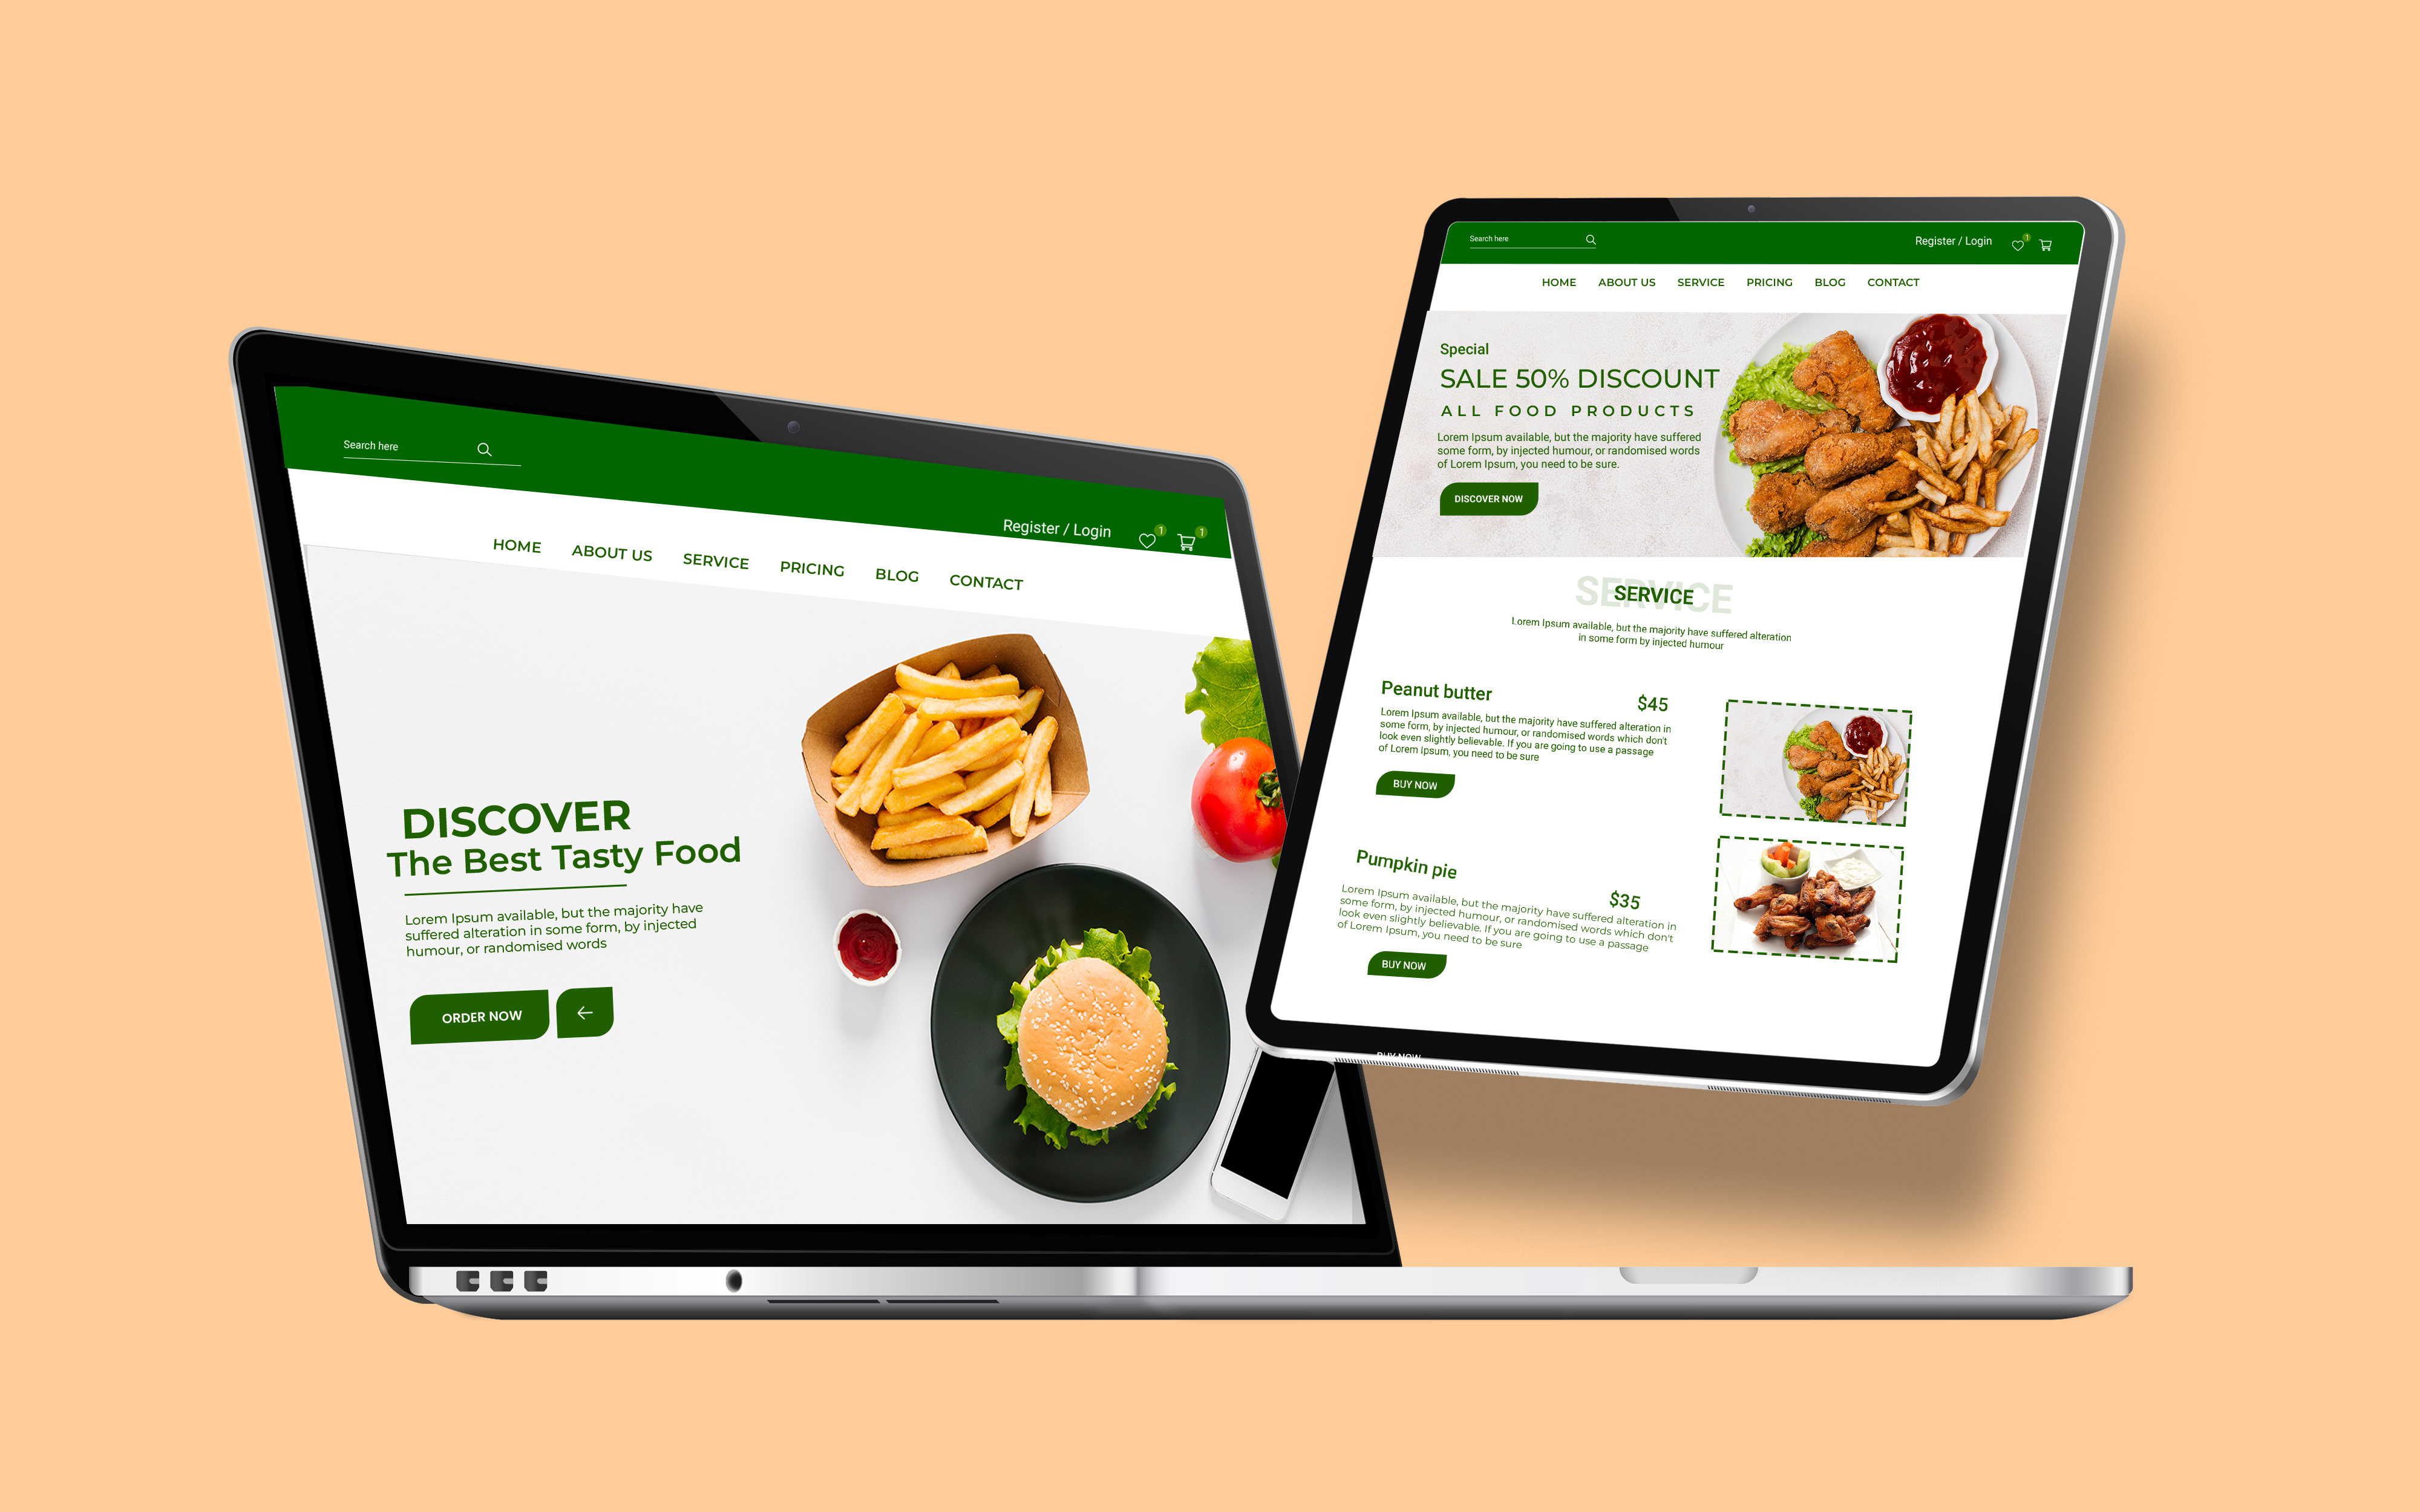 Search here
Register / Login
1
1
HOME ABOUT US SERVICE PRICING BLOG CONTACT
DISCOVER
The Best Tasty Food
Lorem Ipsum available, but the majority have
suffered alteration in some form, by injected
humour, or randomised words
ORDER NOW
Search here
Register / Login
1
HOME ABOUT US SERVICE PRICING BLOG CONTACT
Special
SALE 50% DISCOUNT
ALL FOOD PRODUCTS
Lorem Ipsum available, but the majority have suffered
some form, by injected humour, or randomised words
of Lorem Ipsum, you need to be sure.
DISCOVER NOW
SERVICE
SERVICE
Lorem Ipsum available, but the majority have suffered alteration
in some form by injected humour
Peanut butter
$45
Lorem Ipsum available, but the majority have suffered alteration in
some form, by injected humour, or randomised words which don't
look even slightly believable. If you are going to use a passage
of Lorem Ipsum, you need to be sure
BUY NOW
Pumpkin pie
$35
Lorem Ipsum available, but the majority have suffered alteration in
some form, by injected humour, or randomised words which don't
look even slightly believable. If you are going to use a passage
of Lorem Ipsum, you need to be sure
BUY NOW
BUY NOW